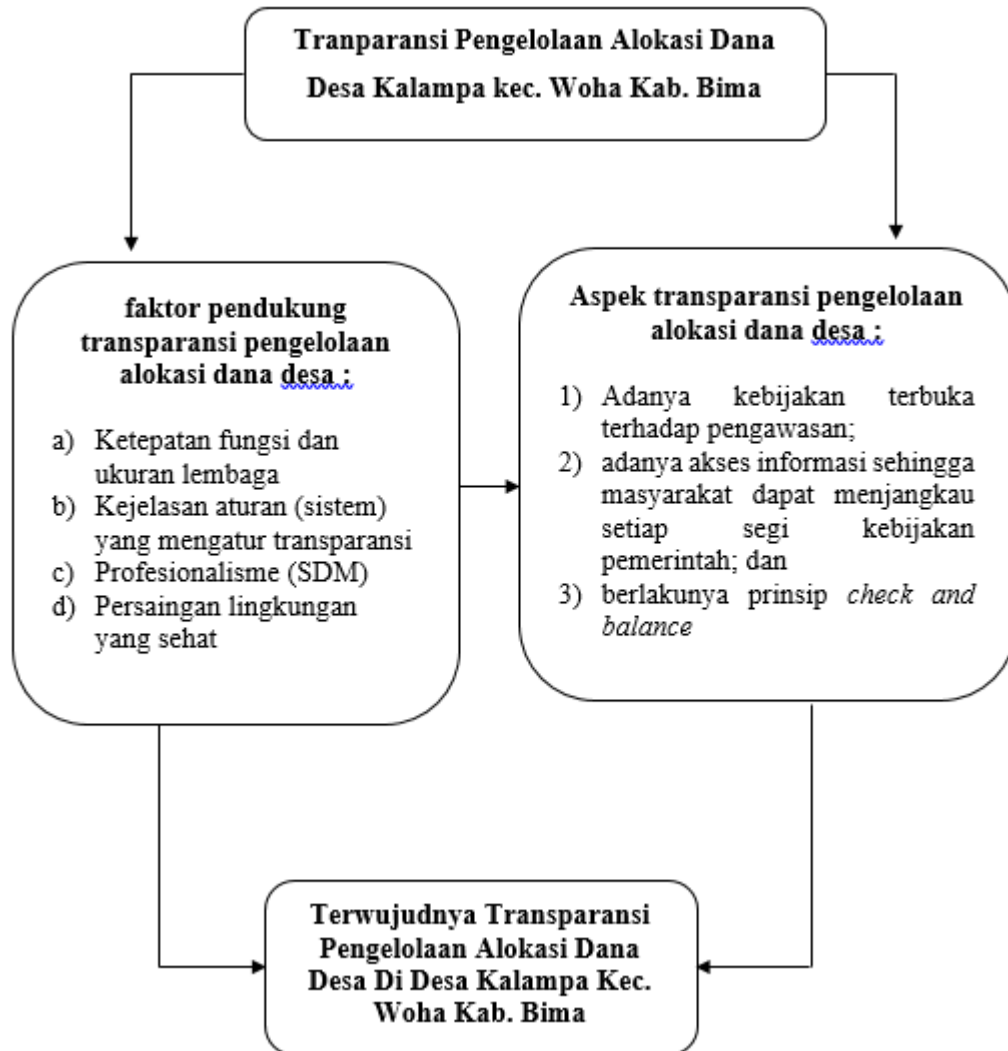 Tranparansi Pengelolaan Alokasi Dana
Desa Kalampa kec. Woha Kab. Bima
faktor pendukung
transparansi pengelolaan
alokasi dana desa :
a) Ketepatan fungsi dan
ukuran lembaga
b) Kejelasan aturan (sistem)
yang mengatur transparansi
c) Profesionalisme (SDM)
d) Persaingan lingkungan
yang sehat
Aspek transparansi pengelolaan
alokasi dana desa :
1) Adanya kebijakan terbuka
terhadap pengawasan;
2) adanya akses informasi sehingga
masyarakat dapat menjangkau
setiap segi kebijakan
pemerintah; dan
3) berlakunya prinsip check and
balance
Terwujudnya Transparansi
Pengelolaan Alokasi Dana
Desa Di Desa Kalampa Kec.
Woha Kab. Bima